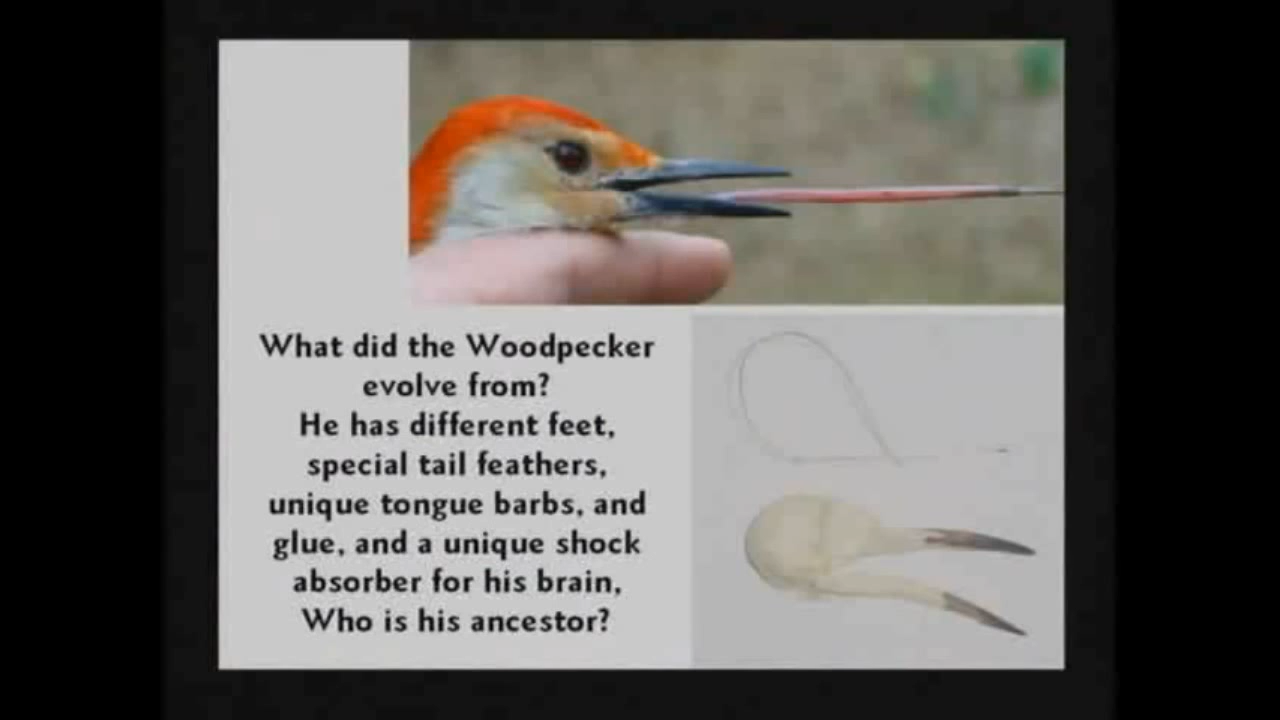 What did the Woodpecker
evolve from?
He has different feet,
special tail feathers,
unique tongue barbs, and
glue, and a unique shock
absorber for his brain,
Who is his ancestor?